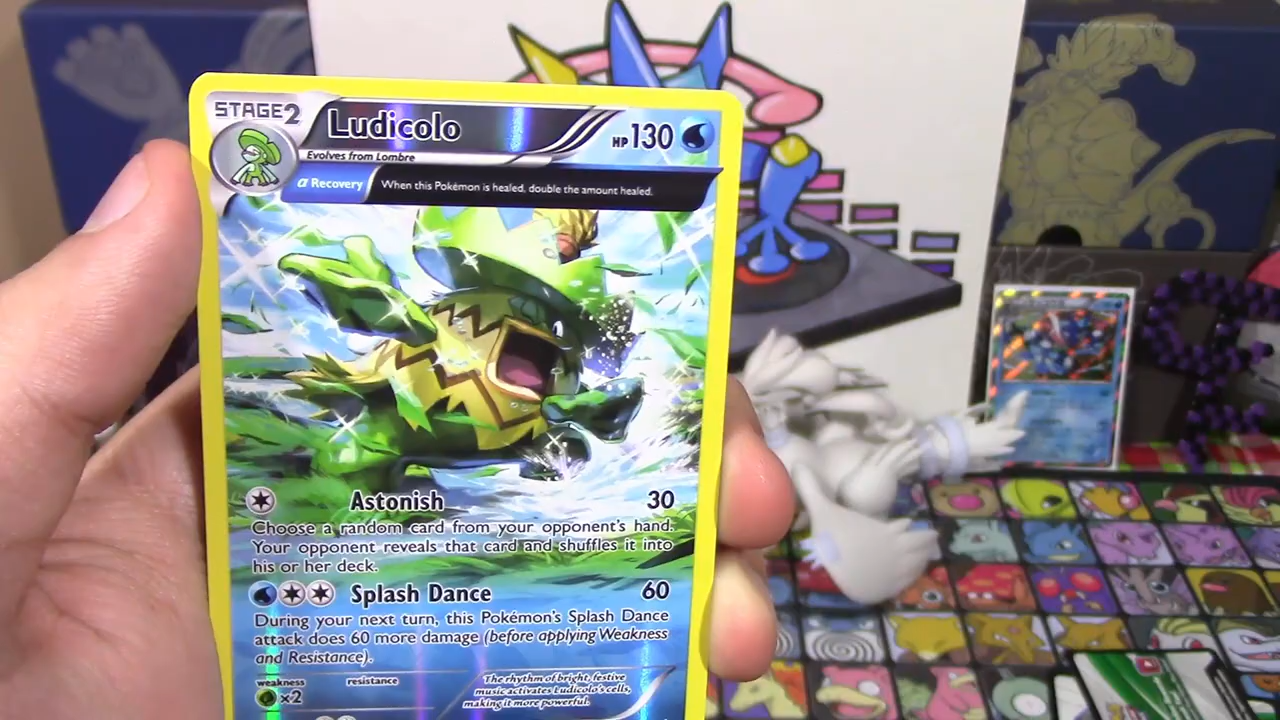 STAGE2
Ludicolo
HP130
Evolves from Lombre
α Recovery
When this Pokémon is healed, double the amount healed.
Astonish 30
Choose a random card from your opponent's hand.
Your opponent reveals that card and shuffles it into
his or her deck.
Splash Dance 60
During your next turn, this Pokémon's Splash Dance
attack does 60 more damage (before applying Weakness
and Resistance).
weakness resistance
x2
The rhythm of bright, festive
music activates Ludicolo's cells,
making it more powerful.